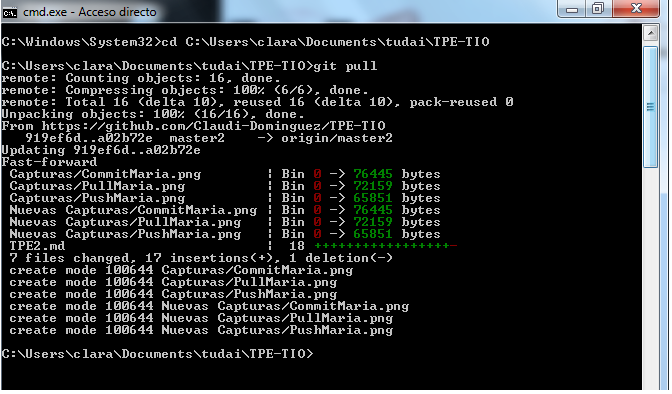 cmd.exe - Acceso directo
C:\Windows\System32>cd C:\Users\clara\Documents\tudai\TPE-TIO
C:\Users\clara\Documents\tudai\TPE-TIO>git pull
remote: Counting objects: 16, done.
remote: Compressing objects: 100% (6/6), done.
remote: Total 16 (delta 10), reused 16 (delta 10), pack-reused 0
Unpacking objects: 100% (16/16), done.
From https://github.com/Claudi-Dominguez/TPE-TIO
   919ef6d..a02b72e  master2    -> origin/master2
Updating 919ef6d..a02b72e
Fast-forward
 Capturas/CommitMaria.png        | Bin 0 -> 76445 bytes
 Capturas/PullMaria.png          | Bin 0 -> 72159 bytes
 Capturas/PushMaria.png          | Bin 0 -> 65851 bytes
 Nuevas Capturas/CommitMaria.png | Bin 0 -> 76445 bytes
 Nuevas Capturas/PullMaria.png   | Bin 0 -> 72159 bytes
 Nuevas Capturas/PushMaria.png   | Bin 0 -> 65851 bytes
 TPE2.md                         |  18 +++++++++++++++++-
 7 files changed, 17 insertions(+), 1 deletion(-)
 create mode 100644 Capturas/CommitMaria.png
 create mode 100644 Capturas/PullMaria.png
 create mode 100644 Capturas/PushMaria.png
 create mode 100644 Nuevas Capturas/CommitMaria.png
 create mode 100644 Nuevas Capturas/PullMaria.png
 create mode 100644 Nuevas Capturas/PushMaria.png
C:\Users\clara\Documents\tudai\TPE-TIO>